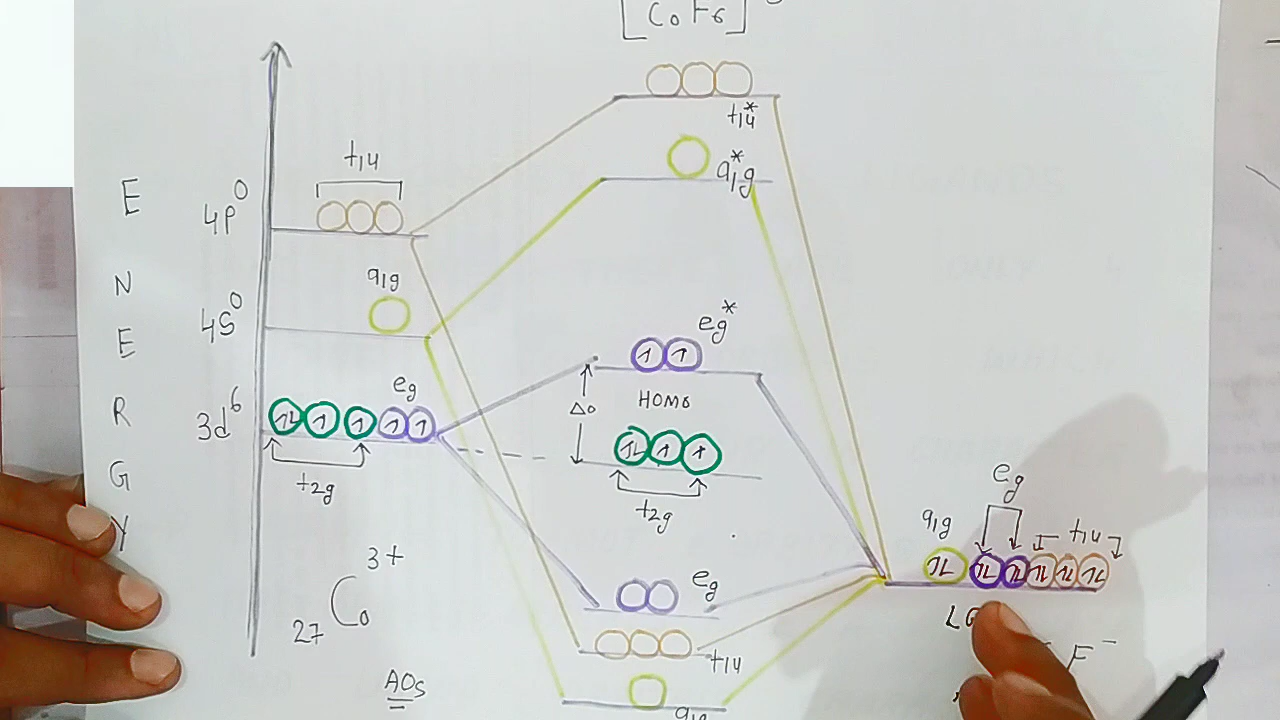 [CoF6]
t1u*
a1g*
t1u
4p0
a1g
4s0
eg*
HOMO
Δo
eg
3d6
t2g
t2g
ENERGY
eg
a1g
t1u
3+
27Co
eg
t1u
AOs
F-